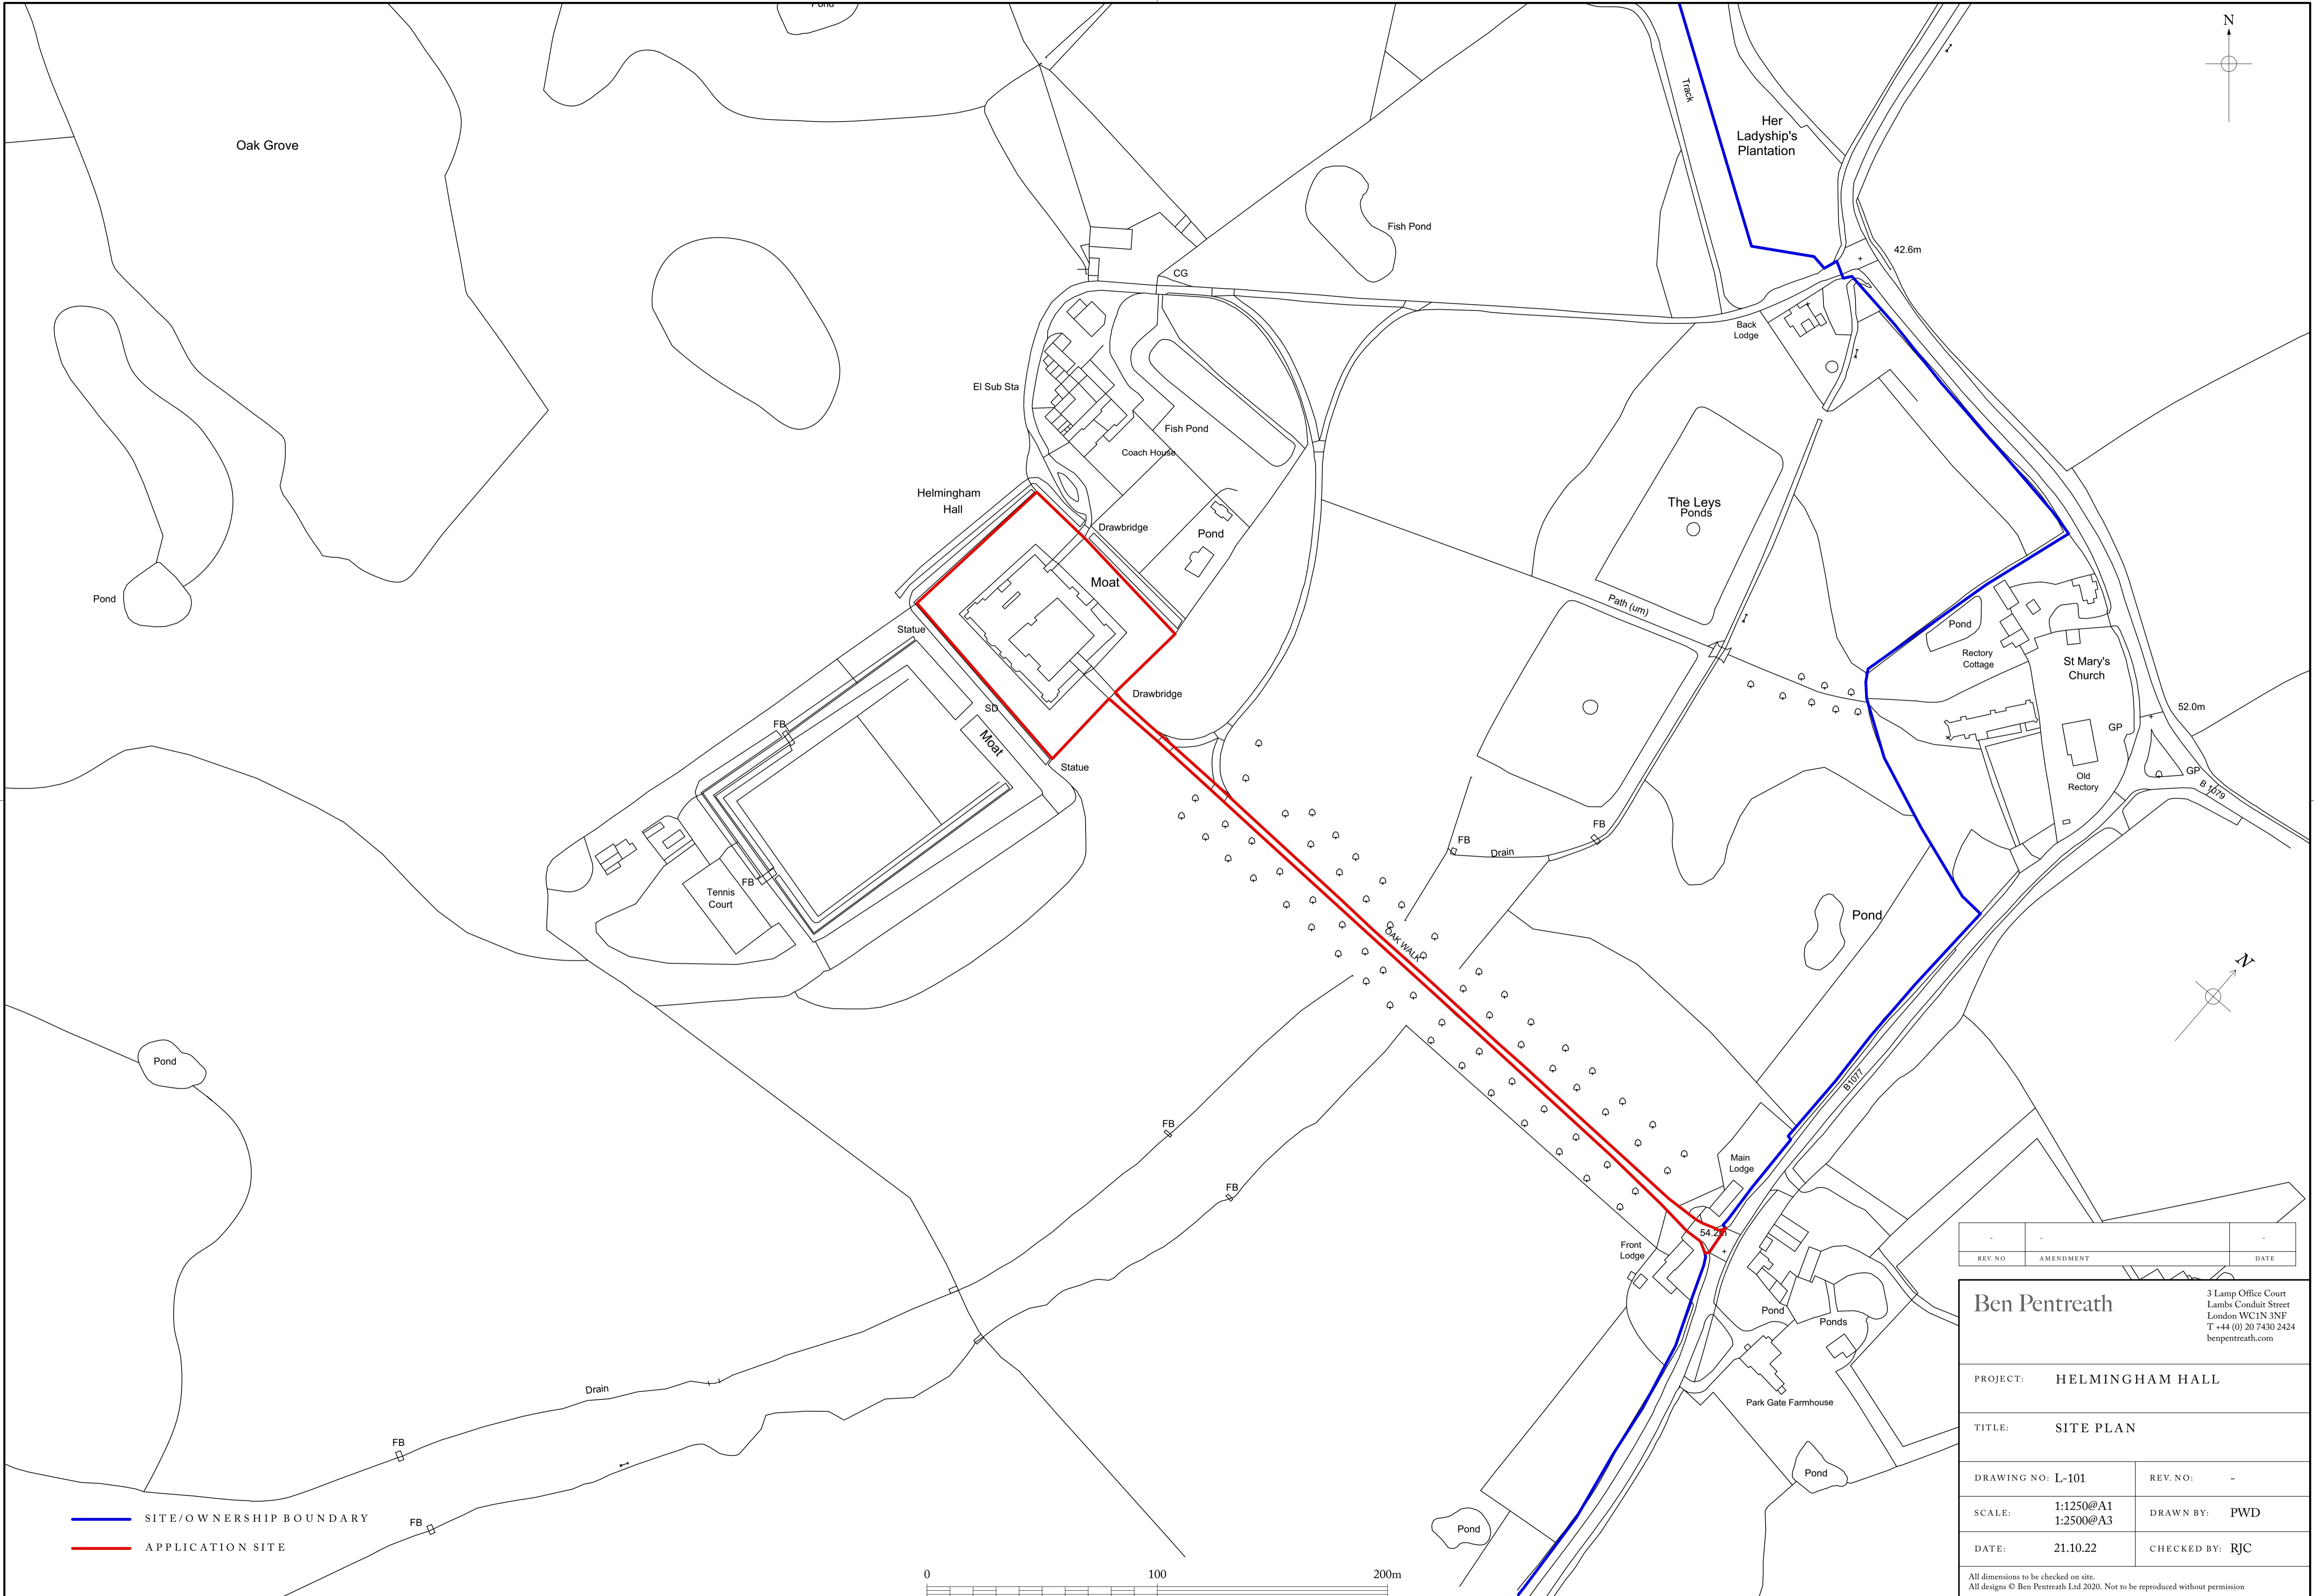 Pond
N
Oak Grove
Track
Her
Ladyship's
Plantation
Fish Pond
42.6m
CG
Back
Lodge
El Sub Sta
Fish Pond
Coach House
Helmingham
Hall
The Leys
Ponds
Drawbridge
Pond
Moat
Pond
Path (um)
Pond
Statue
Rectory
Cottage
St Mary's
Church
Drawbridge
SD
52.0m
FB
GP
Moat
Statue
Old
Rectory
GP
B 1079
FB
FB
Drain
FB
Tennis
Court
Pond
OAK WALK
N
Pond
B1077
FB
Main
Lodge
FB
54.2m
Front
Lodge
Pond
Ponds
Drain
Park Gate Farmhouse
FB
Pond
FB
Pond
SITE/OWNERSHIP BOUNDARY
APPLICATION SITE
0 100 200m
- - -
REV. NO AMENDMENT DATE
Ben Pentreath
3 Lamp Office Court
Lambs Conduit Street
London WC1N 3NF
T +44 (0) 20 7430 2424
benpentreath.com
PROJECT: HELMINGHAM HALL
TITLE: SITE PLAN
DRAWING NO: L-101 REV. NO: -
SCALE: 1:1250@A1
1:2500@A3
DRAWN BY: PWD
DATE: 21.10.22 CHECKED BY: RJC
All dimensions to be checked on site.
All designs © Ben Pentreath Ltd 2020. Not to be reproduced without permission